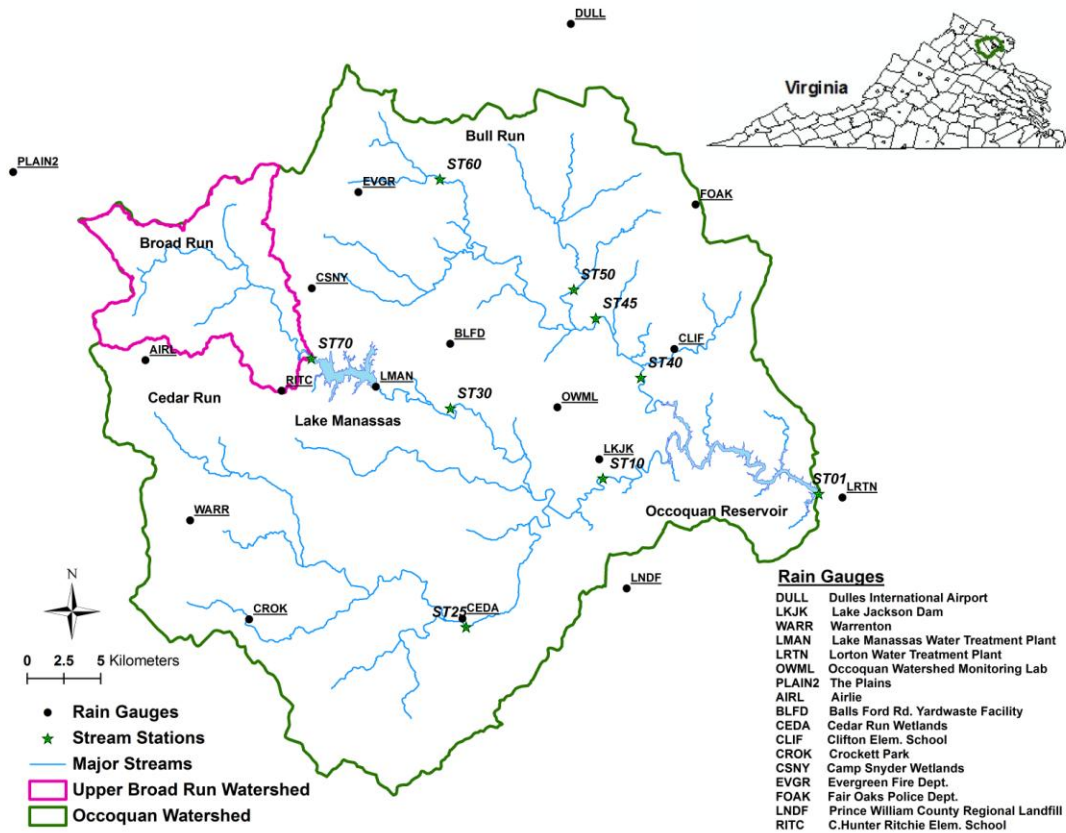 DULL
Virginia
Bull Run
PLAIN2
ST60
EVGR
FOAK
Broad Run
CSNY
ST50
ST45
BLFD
CLIF
ST70
AIRL
ST40
RITC
LMAN
Cedar Run
ST30
OWML
Lake Manassas
LKJK
ST10
ST01
LRTN
WARR
Occoquan Reservoir
N
LNDF
CROK
ST25
CEDA
0 2.5 5 Kilometers
Rain Gauges
Stream Stations
Major Streams
Upper Broad Run Watershed
Occoquan Watershed
Rain Gauges
DULL Dulles International Airport
LKJK Lake Jackson Dam
WARR Warrenton
LMAN Lake Manassas Water Treatment Plant
LRTN Lorton Water Treatment Plant
OWML Occoquan Watershed Monitoring Lab
PLAIN2 The Plains
AIRL Airlie
BLFD Balls Ford Rd. Yardwaste Facility
CEDA Cedar Run Wetlands
CLIF Clifton Elem. School
CROK Crockett Park
CSNY Camp Snyder Wetlands
EVGR Evergreen Fire Dept.
FOAK Fair Oaks Police Dept.
LNDF Prince William County Regional Landfill
RITC C.Hunter Ritchie Elem. School